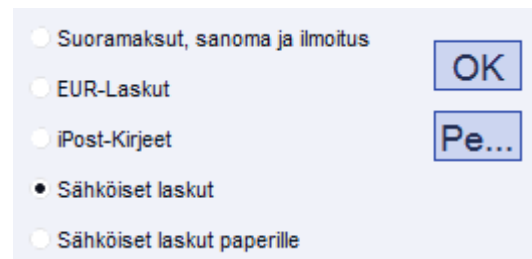 Suoramaksut, sanoma ja ilmoitus
EUR-Laskut
iPost-Kirjeet
Sähköiset laskut
Sähköiset laskut paperille
OK
Pe...